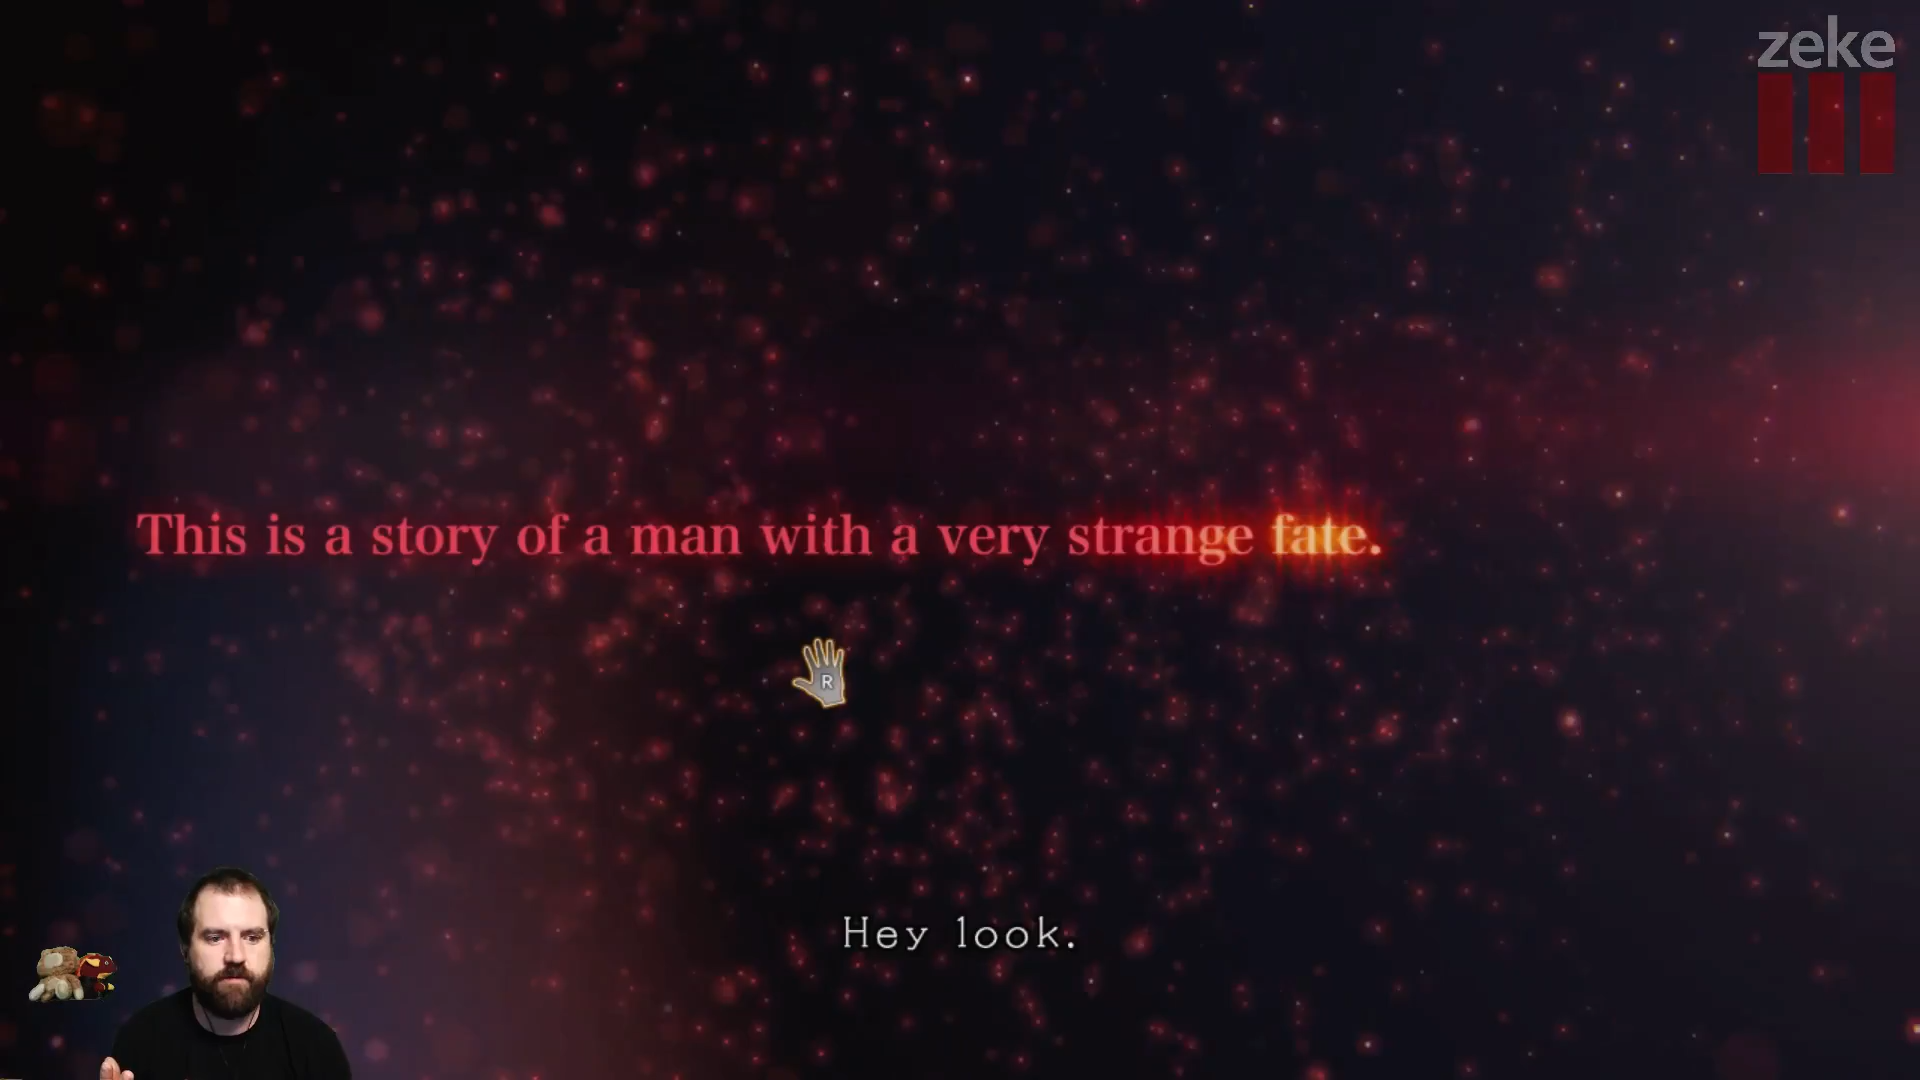 zeke
This is a story of a man with a very strange fate.
R
Hey look.